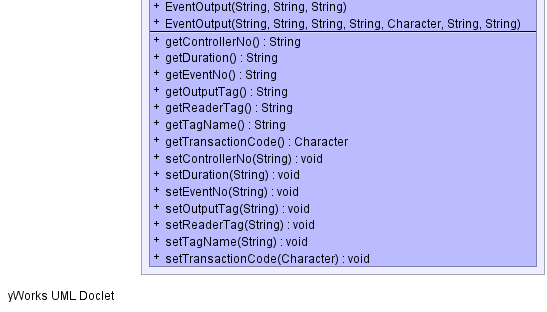 + EventOutput(String, String, String)
+ EventOutput(String, String, String, String, Character, String, String)
+ getControllerNo() : String
+ getDuration() : String
+ getEventNo() : String
+ getOutputTag() : String
+ getReaderTag() : String
+ getTagName() : String
+ getTransactionCode() : Character
+ setControllerNo(String) : void
+ setDuration(String) : void
+ setEventNo(String) : void
+ setOutputTag(String) : void
+ setReaderTag(String) : void
+ setTagName(String) : void
+ setTransactionCode(Character) : void
yWorks UML Doclet